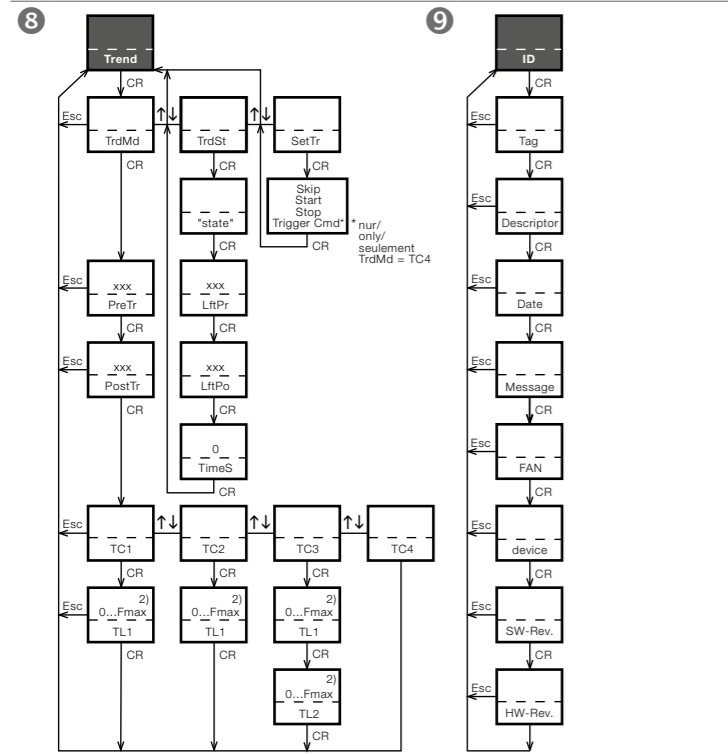 8
Trend
CR
Esc
TrdMd
↑↓
TrdSt
↑↓
SetTr
CR
CR
CR
"state"
Skip
Start
Stop
Trigger Cmd*
* nur/
only/
seulement
TrdMd = TC4
CR
CR
Esc
xxx
PreTr
xxx
LftPr
CR
CR
Esc
xxx
PostTr
xxx
LftPo
CR
CR
0
TimeS
CR
Esc
TC1
↑↓
TC2
↑↓
TC3
↑↓
TC4
CR
CR
CR
Esc
2)
0...Fmax
TL1
2)
0...Fmax
TL1
2)
0...Fmax
TL1
CR
CR
CR
2)
0...Fmax
TL2
CR
9
ID
CR
Esc
Tag
CR
Esc
Descriptor
CR
Esc
Date
CR
Esc
Message
CR
Esc
FAN
CR
Esc
device
CR
Esc
SW-Rev.
CR
Esc
HW-Rev.